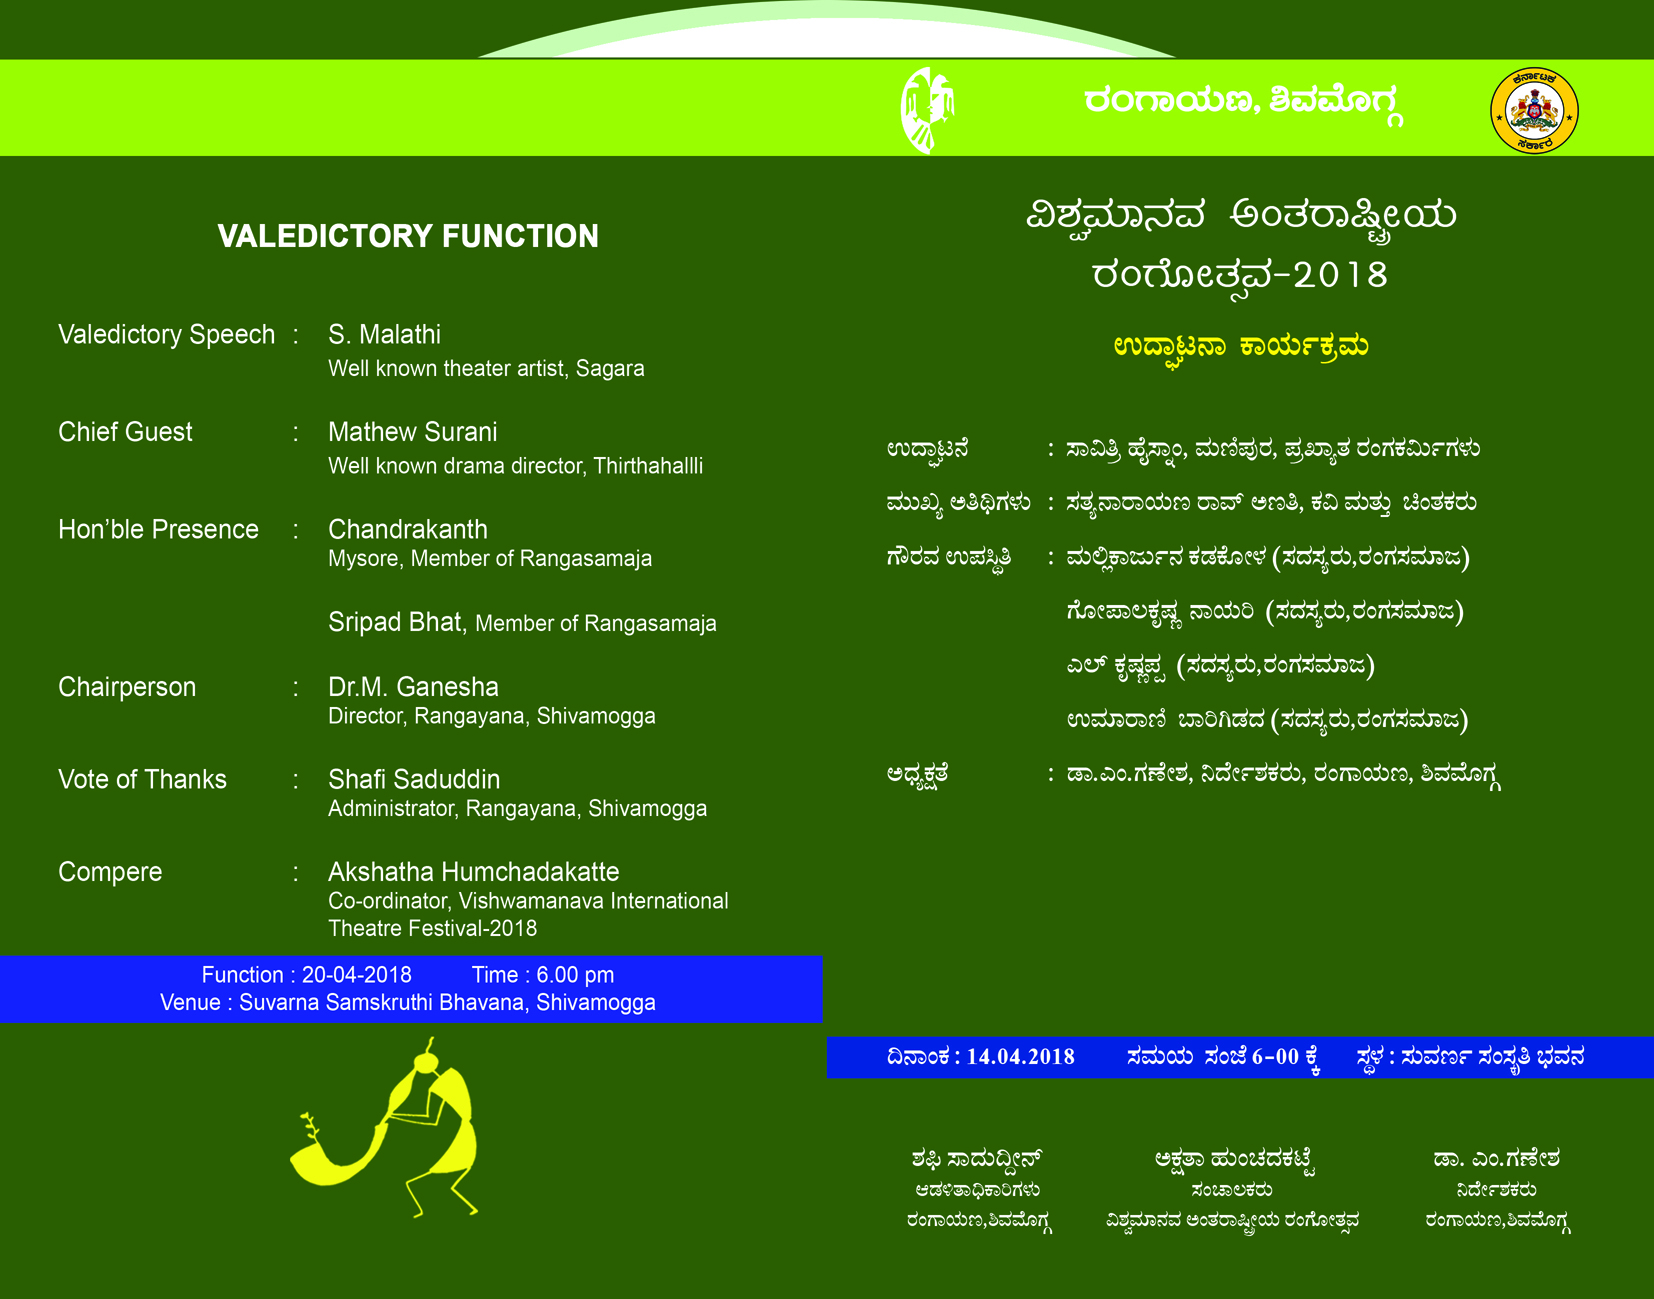 VALEDICTORY FUNCTION
Valedictory Speech : S. Malathi
Well known theater artist, Sagara
Chief Guest : Mathew Surani
Well known drama director, Thirthahallli
Hon’ble Presence : Chandrakanth
Mysore, Member of Rangasamaja
Sripad Bhat, Member of Rangasamaja
Chairperson : Dr.M. Ganesha
Director, Rangayana, Shivamogga
Vote of Thanks : Shafi Saduddin
Administrator, Rangayana, Shivamogga
Compere : Akshatha Humchadakatte
Co-ordinator, Vishwamanava International
Theatre Festival-2018
Function : 20-04-2018 Time : 6.00 pm
Venue : Suvarna Samskruthi Bhavana, Shivamogga
ರಂಗಾಯಣ, ಶಿವಮೊಗ್ಗ
ಕರ್ನಾಟಕ
ಸರ್ಕಾರ
ವಿಶ್ವಮಾನವ ಅಂತರಾಷ್ಟ್ರೀಯ
ರಂಗೋತ್ಸವ-2018
ಉದ್ಘಾಟನಾ ಕಾರ್ಯಕ್ರಮ
ಉದ್ಘಾಟನೆ : ಸಾವಿತ್ರಿ ಹೈಸ್ನಾಂ, ಮಣಿಪುರ, ಪ್ರಖ್ಯಾತ ರಂಗಕರ್ಮಿಗಳು
ಮುಖ್ಯ ಅತಿಥಿಗಳು : ಸತ್ಯನಾರಾಯಣ ರಾವ್ ಅಣತಿ, ಕವಿ ಮತ್ತು ಚಿಂತಕರು
ಗೌರವ ಉಪಸ್ಥಿತಿ : ಮಲ್ಲಿಕಾರ್ಜುನ ಕಡಕೋಳ (ಸದಸ್ಯರು,ರಂಗಸಮಾಜ)
ಗೋಪಾಲಕೃಷ್ಣ ನಾಯರಿ (ಸದಸ್ಯರು,ರಂಗಸಮಾಜ)
ಎಲ್ ಕೃಷ್ಣಪ್ಪ (ಸದಸ್ಯರು,ರಂಗಸಮಾಜ)
ಉಮಾರಾಣಿ ಬಾರಿಗಿಡದ (ಸದಸ್ಯರು,ರಂಗಸಮಾಜ)
ಅಧ್ಯಕ್ಷತೆ : ಡಾ.ಎಂ.ಗಣೇಶ, ನಿರ್ದೇಶಕರು, ರಂಗಾಯಣ, ಶಿವಮೊಗ್ಗ
ದಿನಾಂಕ : 14.04.2018 ಸಮಯ ಸಂಜೆ 6-00 ಕ್ಕೆ ಸ್ಥಳ : ಸುವರ್ಣ ಸಂಸ್ಕೃತಿ ಭವನ
ಶಫಿ ಸಾದುದ್ದೀನ್
ಆಡಳಿತಾಧಿಕಾರಿಗಳು
ರಂಗಾಯಣ,ಶಿವಮೊಗ್ಗ
ಅಕ್ಷತಾ ಹುಂಚದಕಟ್ಟೆ
ಸಂಚಾಲಕರು
ವಿಶ್ವಮಾನವ ಅಂತರಾಷ್ಟ್ರೀಯ ರಂಗೋತ್ಸವ
ಡಾ. ಎಂ.ಗಣೇಶ
ನಿರ್ದೇಶಕರು
ರಂಗಾಯಣ,ಶಿವಮೊಗ್ಗ